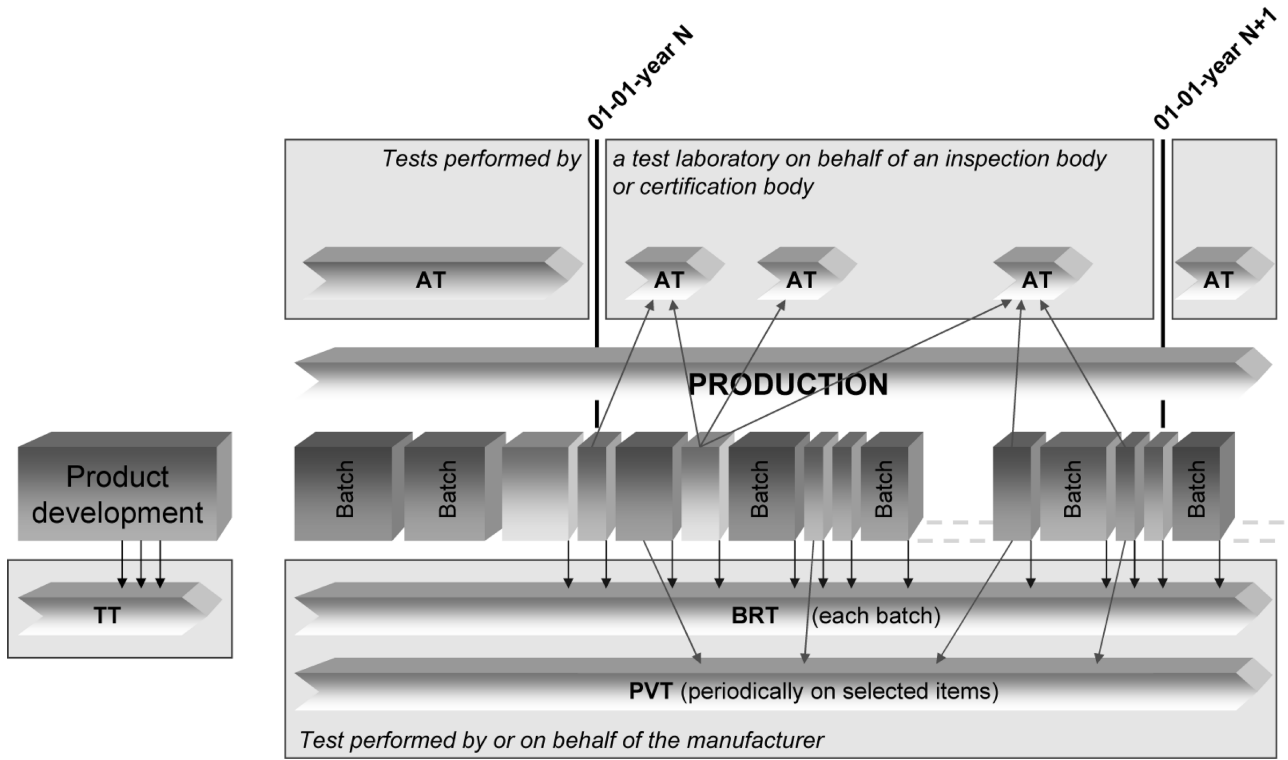 01-01-year N
01-01-year N+1
Tests performed by
a test laboratory on behalf of an inspection body
or certification body
AT
AT
AT
AT
AT
PRODUCTION
Product
development
Batch
Batch
Batch
Batch
Batch
Batch
TT
BRT (each batch)
PVT (periodically on selected items)
Test performed by or on behalf of the manufacturer